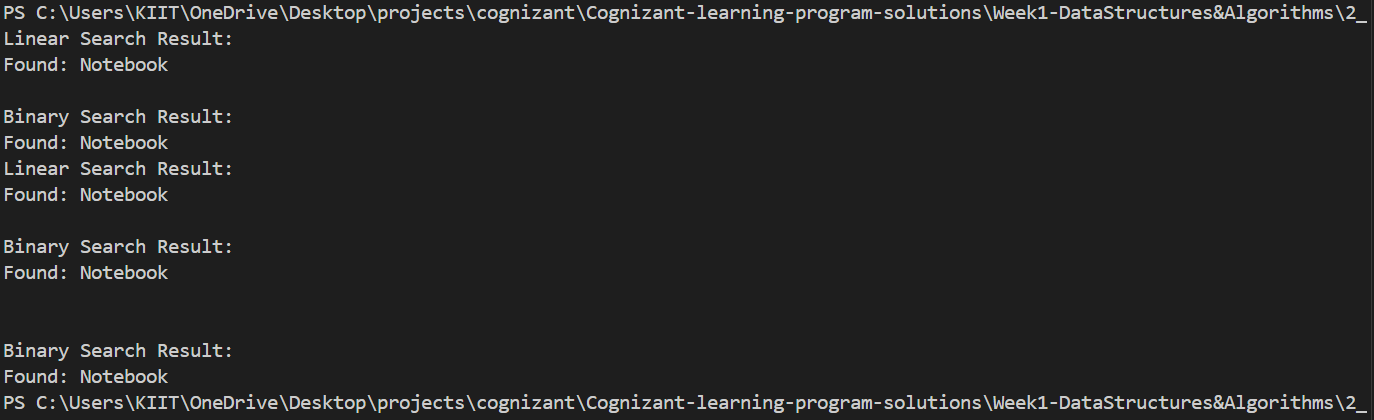 PS C:\Users\KIIT\OneDrive\Desktop\projects\cognizant\Cognizant-learning-program-solutions\Week1-DataStructures&Algorithms\2_
Linear Search Result:
Found: Notebook
Binary Search Result:
Found: Notebook
Linear Search Result:
Found: Notebook
Binary Search Result:
Found: Notebook
Binary Search Result:
Found: Notebook
PS C:\Users\KIIT\OneDrive\Desktop\projects\cognizant\Cognizant-learning-program-solutions\Week1-DataStructures&Algorithms\2_